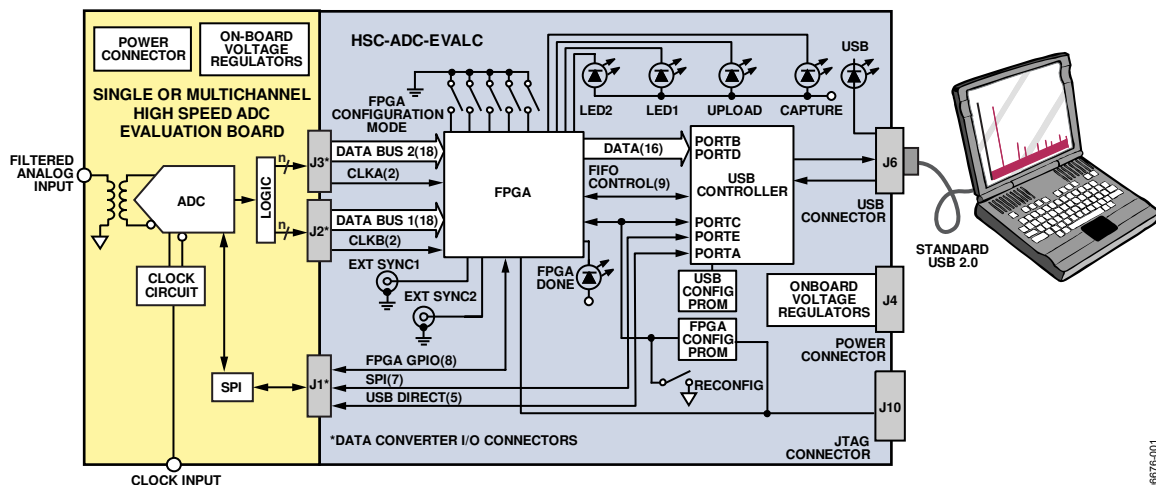 POWER
CONNECTOR
ON-BOARD
VOLTAGE
REGULATORS
SINGLE OR MULTICHANNEL
HIGH SPEED ADC
EVALUATION BOARD
FILTERED
ANALOG
INPUT
ADC
LOGIC
n
n
CLOCK
CIRCUIT
SPI
CLOCK INPUT
HSC-ADC-EVALC
FPGA
CONFIGURATION
MODE
J3*
DATA BUS 2(18)
CLKA(2)
J2*
DATA BUS 1(18)
CLKB(2)
EXT SYNC1
EXT SYNC2
J1*
FPGA GPIO(8)
SPI(7)
USB DIRECT(5)
*DATA CONVERTER I/O CONNECTORS
FPGA
LED2
LED1
UPLOAD
CAPTURE
USB
DATA(16)
FIFO
CONTROL(9)
PORTB
PORTD
USB
CONTROLLER
PORTC
PORTE
PORTA
FPGA
DONE
USB
CONFIG
PROM
FPGA
CONFIG
PROM
RECONFIG
J6
USB
CONNECTOR
ONBOARD
VOLTAGE
REGULATORS
J4
POWER
CONNECTOR
J10
JTAG
CONNECTOR
STANDARD
USB 2.0
06676-001